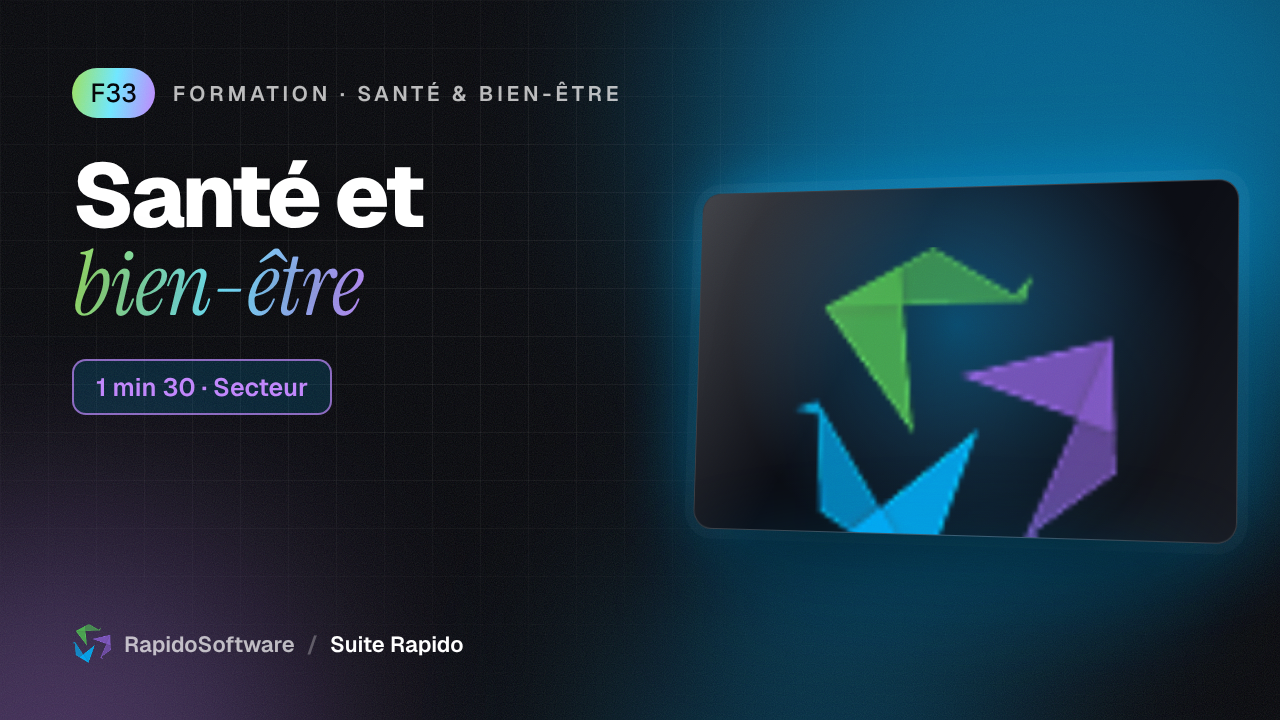 F33 FORMATION · SANTÉ & BIEN-ÊTRE
Santé et
bien-être
1 min 30 · Secteur
RapidoSoftware / Suite Rapido